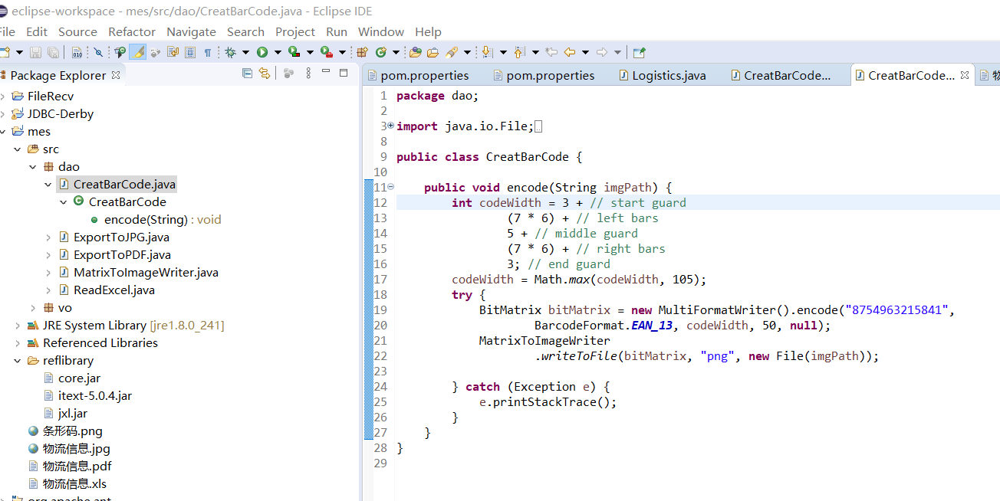 eclipse-workspace - mes/src/dao/CreatBarCode.java - Eclipse IDE
File Edit Source Refactor Navigate Search Project Run Window Help
Package Explorer
pom.properties pom.properties Logistics.java CreatBarCode... CreatBarCode... 物
FileRecv
JDBC-Derby
mes
src
dao
CreatBarCode.java
CreatBarCode
encode(String) : void
ExportToJPG.java
ExportToPDF.java
MatrixToImageWriter.java
ReadExcel.java
vo
JRE System Library [jre1.8.0_241]
Referenced Libraries
reflibrary
core.jar
itext-5.0.4.jar
jxl.jar
条形码.png
物流信息.jpg
物流信息.pdf
物流信息.xls
org.apache.ant
1 package dao;
2
3 import java.io.File;
8
9 public class CreatBarCode {
10
11 public void encode(String imgPath) {
12 int codeWidth = 3 + // start guard
13 (7 * 6) + // left bars
14 5 + // middle guard
15 (7 * 6) + // right bars
16 3; // end guard
17 codeWidth = Math.max(codeWidth, 105);
18 try {
19 BitMatrix bitMatrix = new MultiFormatWriter().encode("8754963215841",
20 BarcodeFormat.EAN_13, codeWidth, 50, null);
21 MatrixToImageWriter
22 .writeToFile(bitMatrix, "png", new File(imgPath));
23
24 } catch (Exception e) {
25 e.printStackTrace();
26 }
27 }
28 }
29